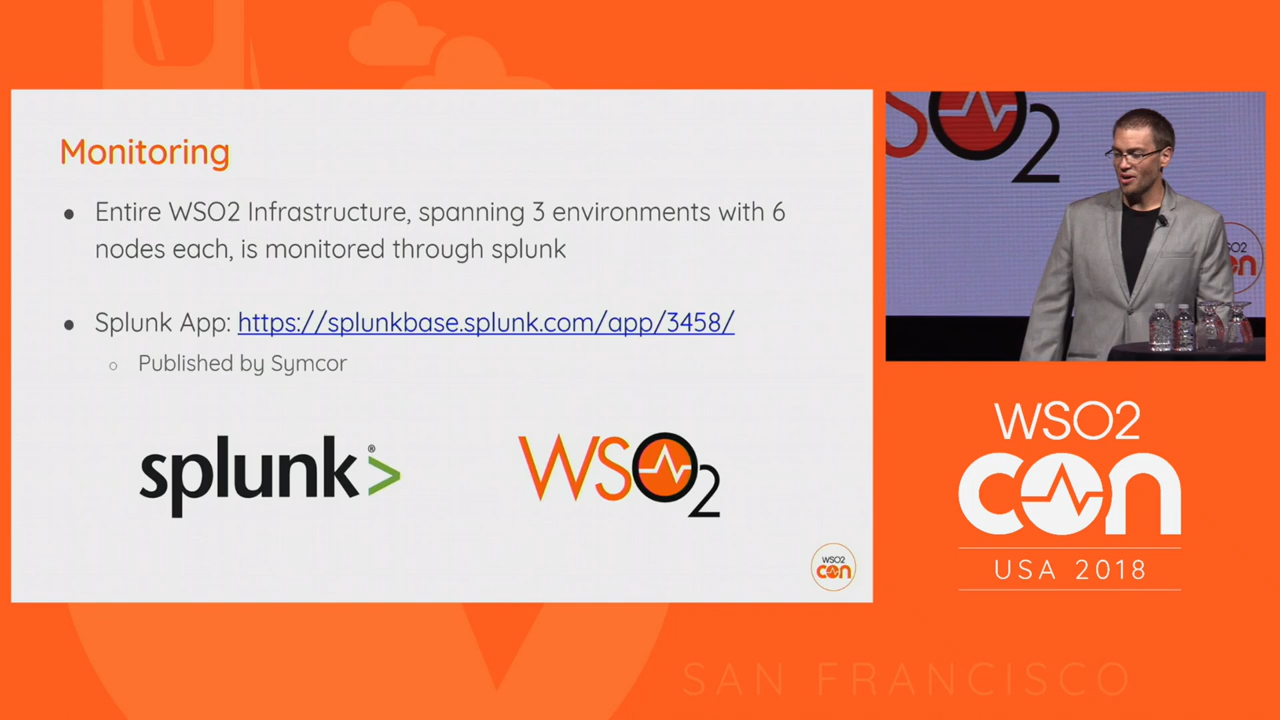 Monitoring
● Entire WSO2 Infrastructure, spanning 3 environments with 6
nodes each, is monitored through splunk
● Splunk App: https://splunkbase.splunk.com/app/3458/
○ Published by Symcor
splunk>®
WSO2
WSO2
con
SO2
WSO2
con
USA 2018
SAN FRANCISCO